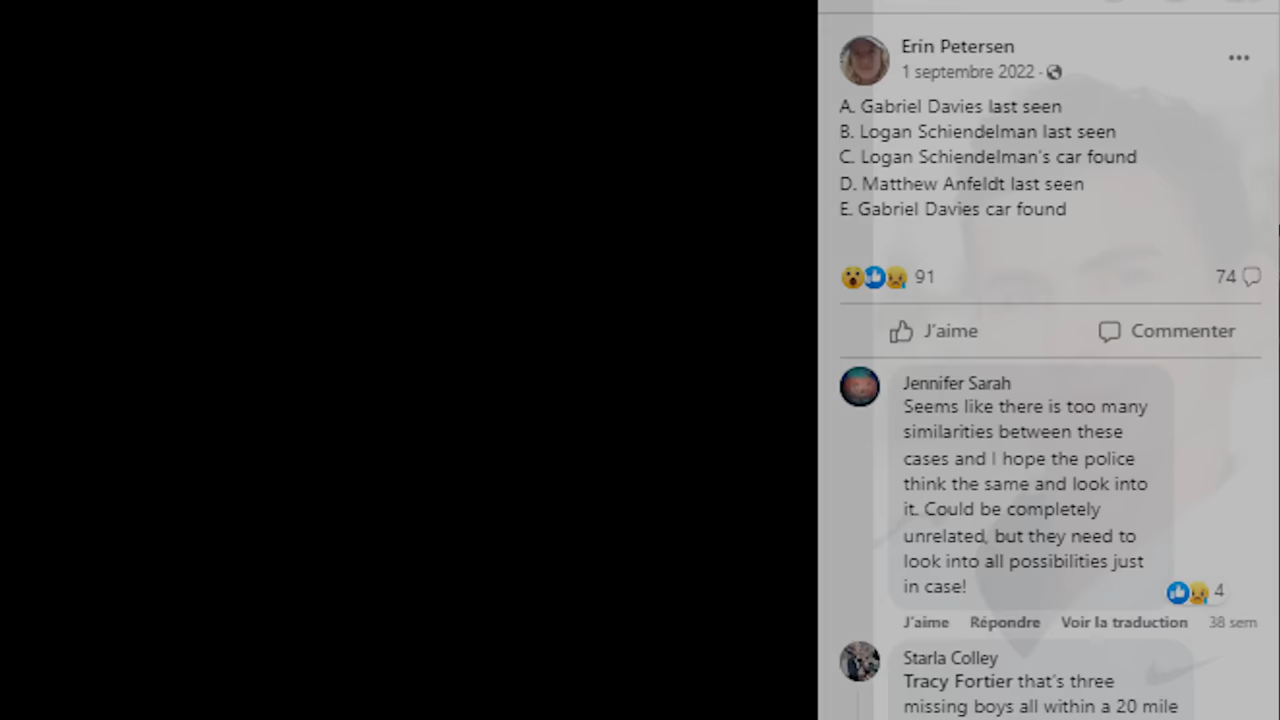 Erin Petersen
1 septembre 2022 ·
A. Gabriel Davies last seen
B. Logan Schiendelman last seen
C. Logan Schiendelman's car found
D. Matthew Anfeldt last seen
E. Gabriel Davies car found
91
74
J'aime
Commenter
Jennifer Sarah
Seems like there is too many
similarities between these
cases and I hope the police
think the same and look into
it. Could be completely
unrelated, but they need to
look into all possibilities just
in case!
4
J'aime Répondre Voir la traduction 38 sem
Starla Colley
Tracy Fortier that's three
missing boys all within a 20 mile